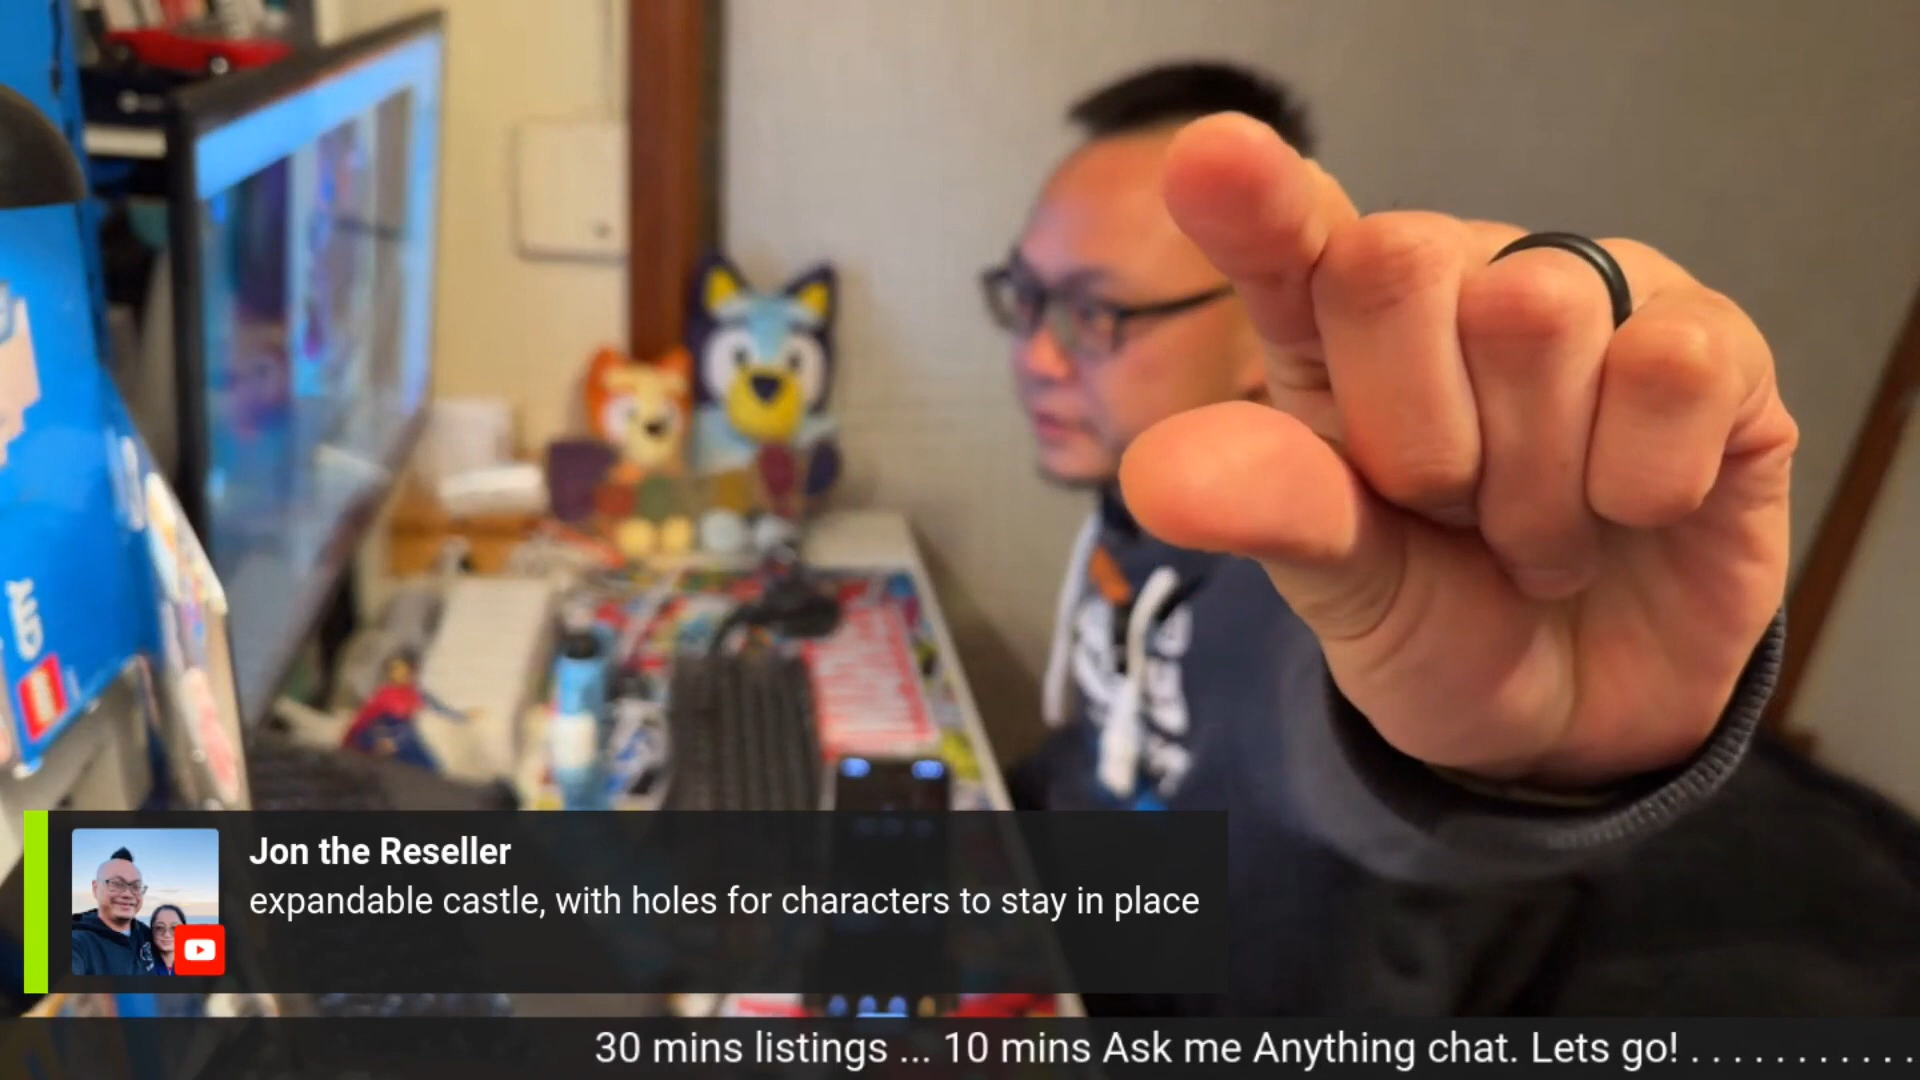 Jon the Reseller
expandable castle, with holes for characters to stay in place
30 mins listings ... 10 mins Ask me Anything chat. Lets go! . . . . . . . . . . .